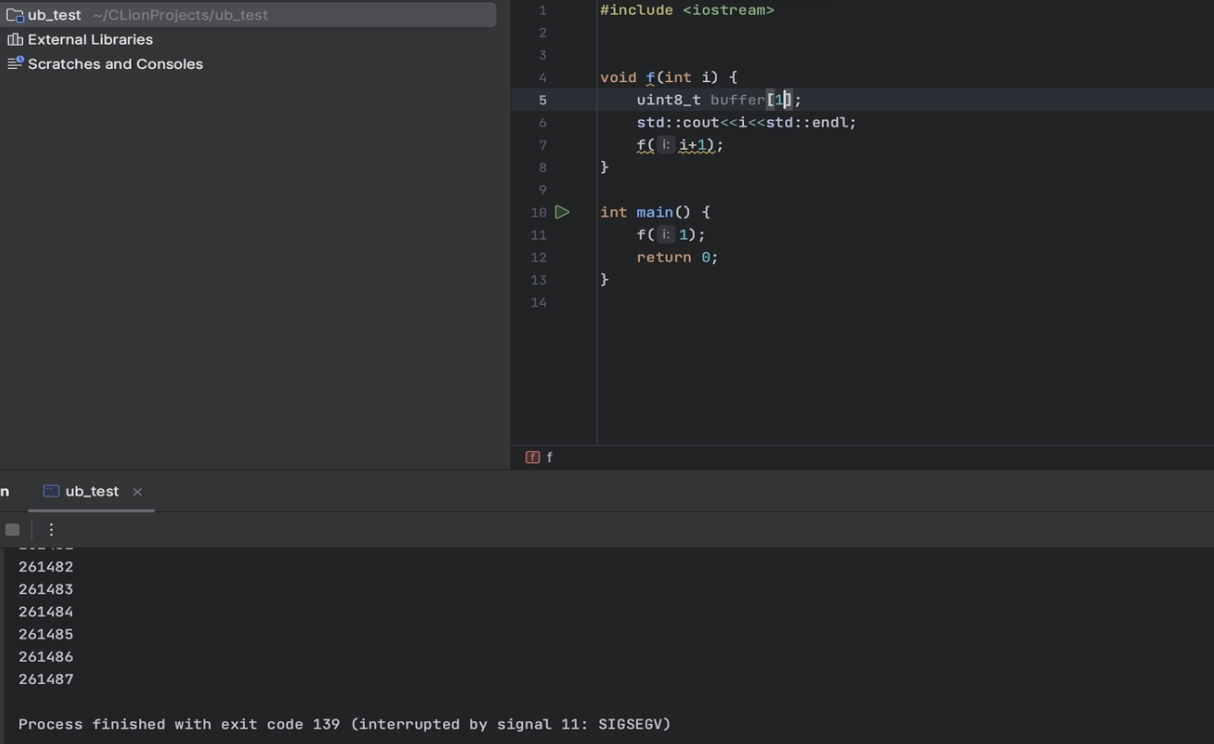 ub_test ~/CLionProjects/ub_test
External Libraries
Scratches and Consoles
1 #include <iostream>
2
3
4 void f(int i) {
5 uint8_t buffer[1];
6 std::cout<<i<<std::endl;
7 f( i: i+1);
8 }
9
10 int main() {
11 f( i: 1);
12 return 0;
13 }
14
f f
n ub_test ×
261482
261483
261484
261485
261486
261487
Process finished with exit code 139 (interrupted by signal 11: SIGSEGV)